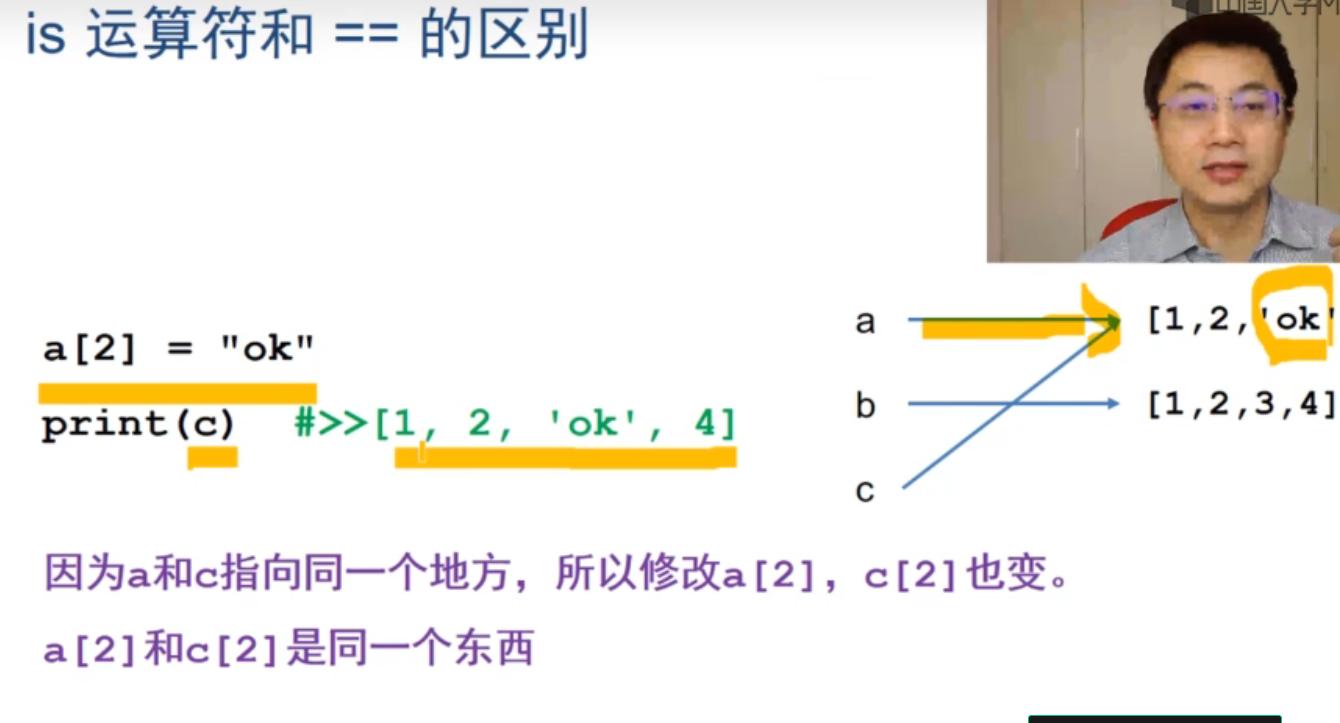 is 运算符和 == 的区别
a[2] = "ok"
print(c) #>>[1, 2, 'ok', 4]
a [1,2,'ok'
b [1,2,3,4]
c
因为a和c指向同一个地方，所以修改a[2]，c[2]也变。
a[2]和c[2]是同一个东西